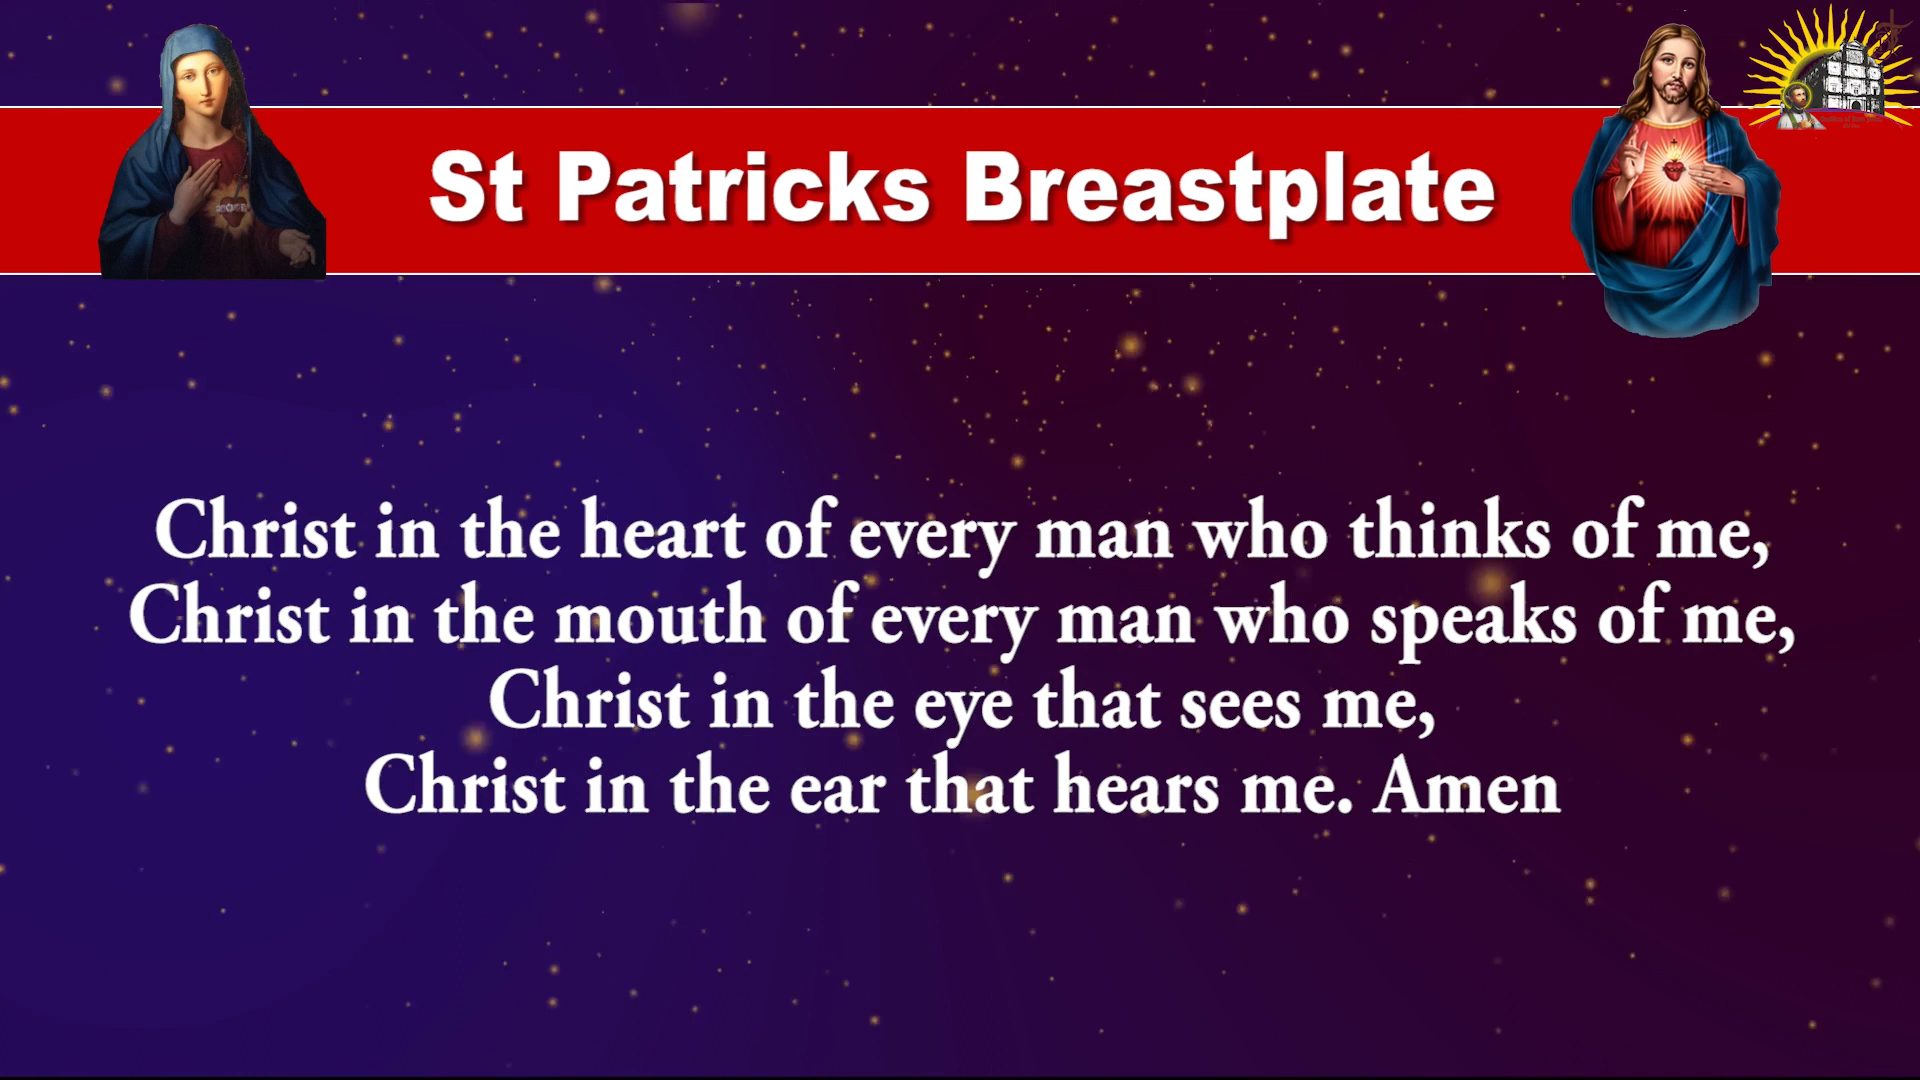 St Patricks Breastplate
Christ in the heart of every man who thinks of me,
Christ in the mouth of every man who speaks of me,
Christ in the eye that sees me,
Christ in the ear that hears me. Amen